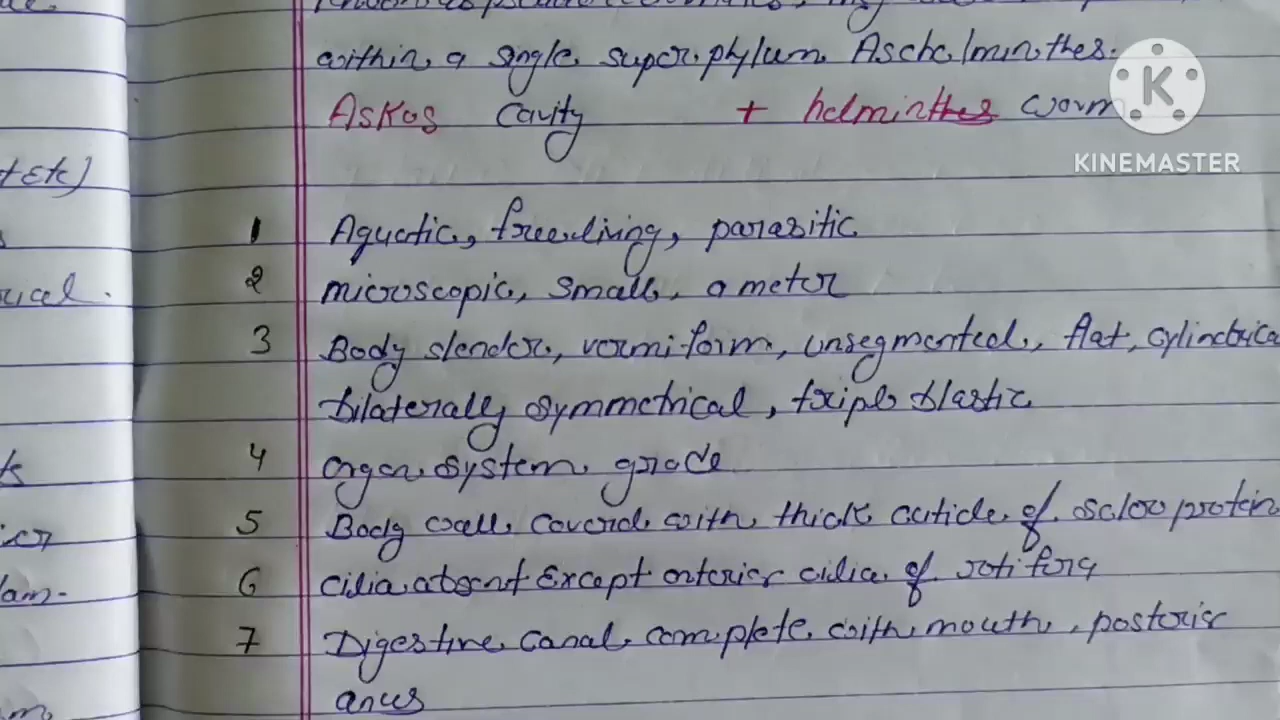 within a single superphylum Aschelminthes.
Askos cavity + helminthes worm
K
KINEMASTER
t Etc)
1 Aquatic, freeliving, parasitic
2 microscopic, small, a meter
3 Body slender, vermiform, unsegmented, flat, cylindrica
bilaterally symmetrical, triploblastic
4 Organ system grade
5 Body wall covered with thick cuticle of scleroprotein
6 cilia absent Except anterior cilia of rotifera
7 Digestive canal complete with mouth, posterior
anus